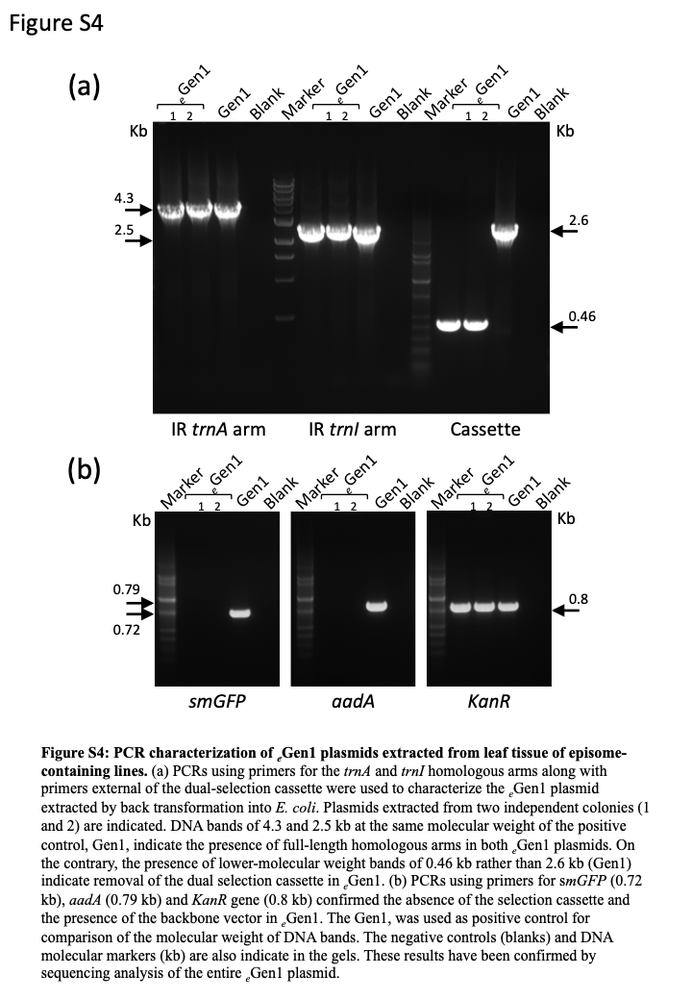 Figure S4
(a)
eGen1 Gen1 Blank Marker eGen1 Gen1 Blank Marker eGen1 Gen1 Blank
1 2 1 2 1 2
Kb Kb
4.3
2.5
2.6
0.46
IR trnA arm IR trnI arm Cassette
(b)
Marker eGen1 Gen1 Blank Marker eGen1 Gen1 Blank Marker eGen1 Gen1 Blank
1 2 1 2 1 2
Kb Kb
0.79
0.72
0.8
smGFP aadA KanR
Figure S4: PCR characterization of eGen1 plasmids extracted from leaf tissue of episome-
containing lines. (a) PCRs using primers for the trnA and trnI homologous arms along with
primers external of the dual-selection cassette were used to characterize the eGen1 plasmid
extracted by back transformation into E. coli. Plasmids extracted from two independent colonies (1
and 2) are indicated. DNA bands of 4.3 and 2.5 kb at the same molecular weight of the positive
control, Gen1, indicate the presence of full-length homologous arms in both eGen1 plasmids. On
the contrary, the presence of lower-molecular weight bands of 0.46 kb rather than 2.6 kb (Gen1)
indicate removal of the dual selection cassette in eGen1. (b) PCRs using primers for smGFP (0.72
kb), aadA (0.79 kb) and KanR gene (0.8 kb) confirmed the absence of the selection cassette and
the presence of the backbone vector in eGen1. The Gen1, was used as positive control for
comparison of the molecular weight of DNA bands. The negative controls (blanks) and DNA
molecular markers (kb) are also indicate in the gels. These results have been confirmed by
sequencing analysis of the entire eGen1 plasmid.